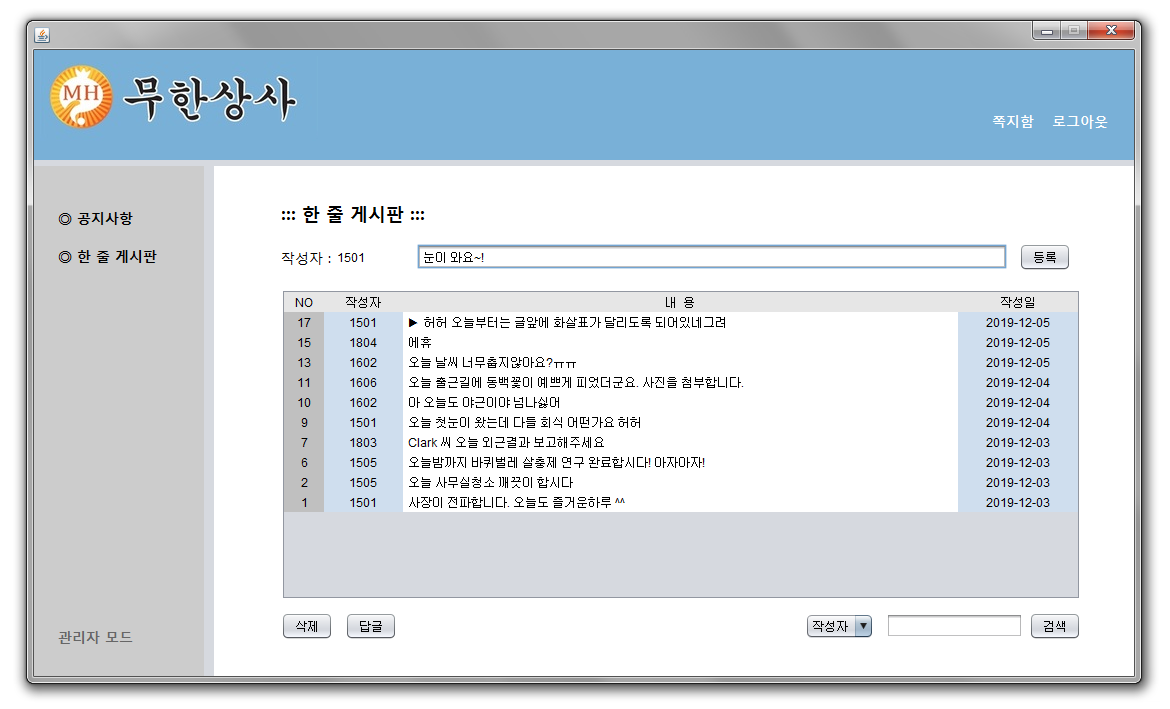 MH 무한상사
쪽지함 로그아웃
◎ 공지사항
◎ 한 줄 게시판
관리자 모드
::: 한 줄 게시판 :::
작성자 : 1501 눈이 와요~! 등록
NO 작성자 내 용 작성일
17 1501 ▶ 허허 오늘부터는 글앞에 화살표가 달리도록 되어있네그려 2019-12-05
15 1804 에휴 2019-12-05
13 1602 오늘 날씨 너무춥지않아요?ㅠㅠ 2019-12-05
11 1606 오늘 출근길에 동백꽃이 예쁘게 피었더군요. 사진을 첨부합니다. 2019-12-04
10 1602 아 오늘도 야근이야 넘나싫어 2019-12-04
9 1501 오늘 첫눈이 왔는데 다들 회식 어떤가요 허허 2019-12-04
7 1803 Clark 씨 오늘 외근결과 보고해주세요 2019-12-03
6 1505 오늘밤까지 바퀴벌레 살충제 연구 완료합시다! 아자아자! 2019-12-03
2 1505 오늘 사무실청소 깨끗이 합시다 2019-12-03
1 1501 사장이 전파합니다. 오늘도 즐거운하루 ^^ 2019-12-03
삭제 답글 작성자 ▼ 검색